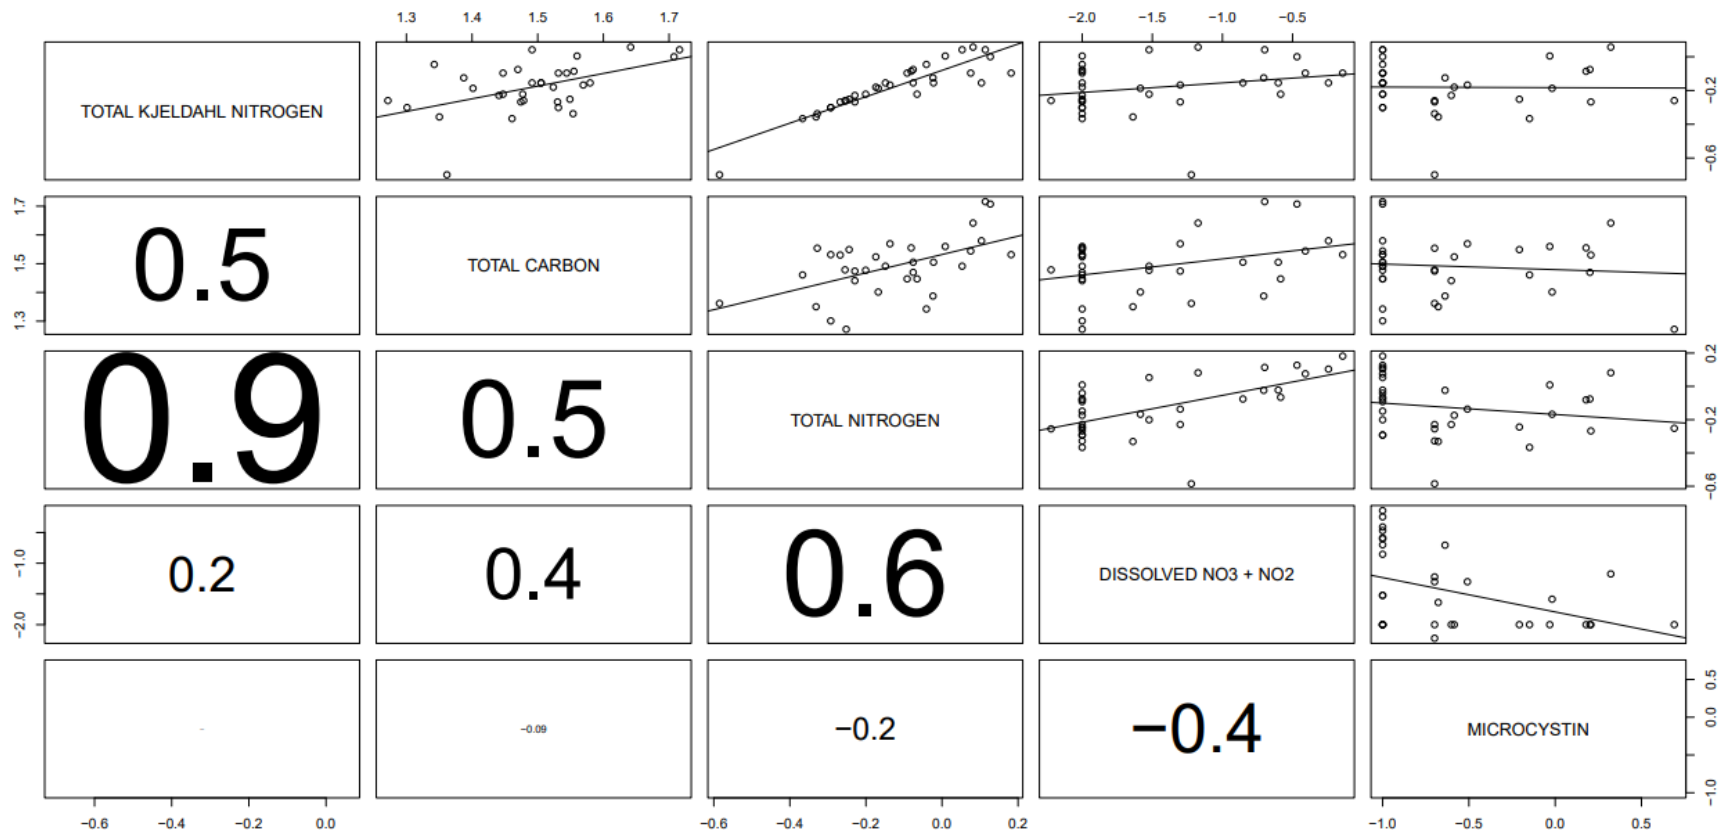 1.3 1.4 1.5 1.6 1.7
−2.0 −1.5 −1.0 −0.5
TOTAL KJELDAHL NITROGEN
−0.2
−0.6
1.7
1.5
1.3
0.5
TOTAL CARBON
0.9
0.5
TOTAL NITROGEN
0.2
−0.2
−0.6
−1.0
−2.0
0.2
0.4
0.6
DISSOLVED NO3 + NO2
−0.09
−0.2
−0.4
MICROCYSTIN
0.5
0.0
−1.0
−0.6 −0.4 −0.2 0.0
−0.6 −0.4 −0.2 0.0 0.2
−1.0 −0.5 0.0 0.5